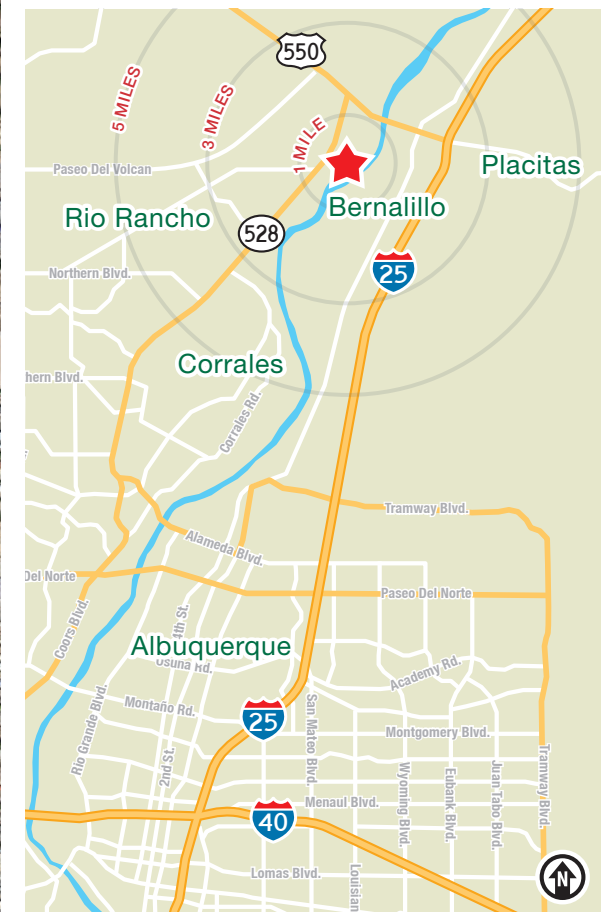 550
5 MILES
3 MILES
1 MILE
Paseo Del Volcan
Placitas
Rio Rancho
Bernalillo
528
25
Northern Blvd.
Corrales
hern Blvd.
Corrales Rd.
Tramway Blvd.
Alameda Blvd.
Del Norte
Paseo Del Norte
Coors Blvd.
4th St.
Albuquerque
Osuna Rd.
Academy Rd.
Rio Grande Blvd.
Montaño Rd.
25
San Mateo Blvd.
Montgomery Blvd.
2nd St.
Wyoming Blvd.
Eubank Blvd.
Juan Tabo Blvd.
Tramway Blvd.
Menaul Blvd.
40
Lomas Blvd.
Louisian
N